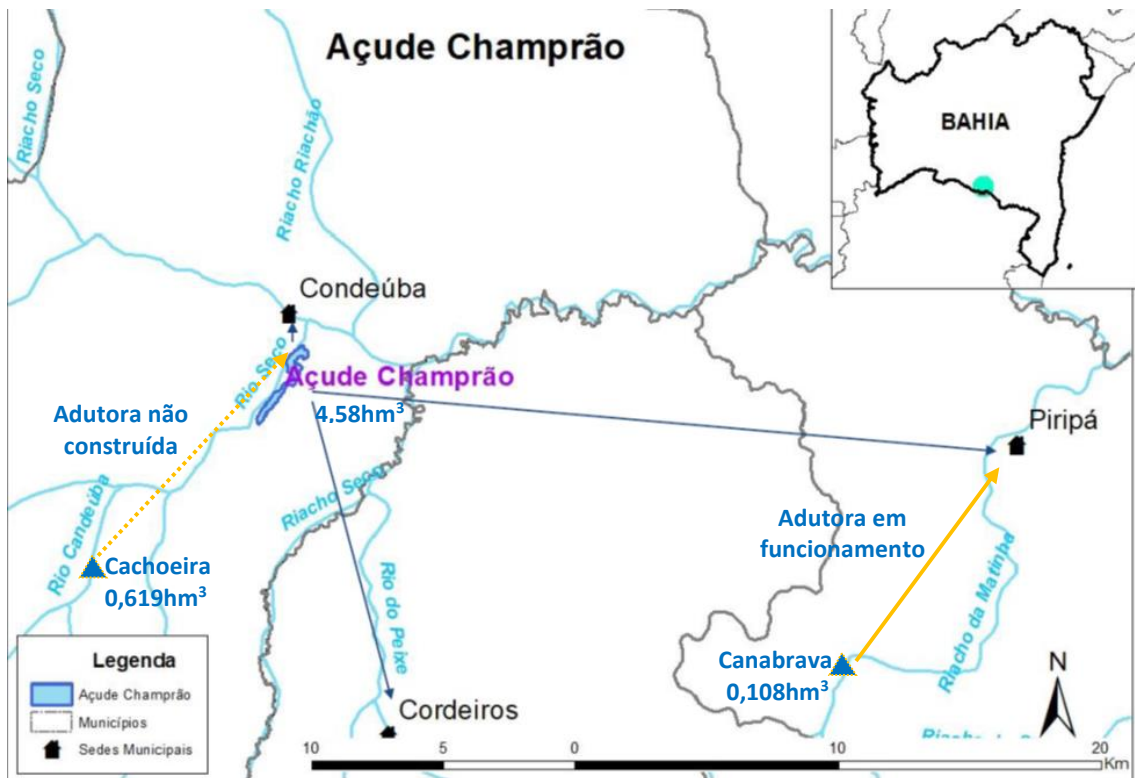 Açude Champrão
BAHIA
Riacho Seco
Riacho Riachão
Condeúba
Rio Seco
Açude Champrão
4,58hm³
Adutora não
construída
Piripá
Riacho Seco
Adutora em
funcionamento
Rio Candeúba
Cachoeira
0,619hm³
Rio do Peixe
Riacho da Matinha
Canabrava
0,108hm³
N
Cordeiros
Legenda
Açude Champrão
Municípios
Sedes Municipais
10 5 0 10 20
Km